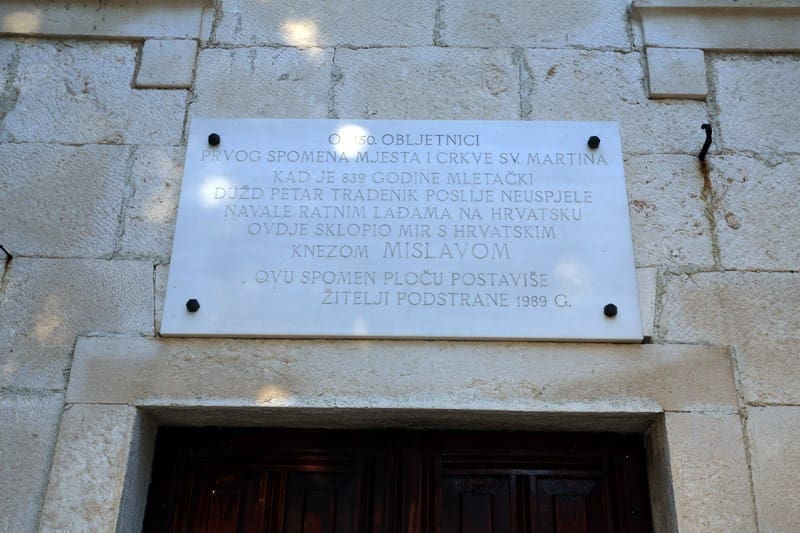 O 1150. OBLJETNICI
PRVOG SPOMENA MJESTA I CRKVE SV. MARTINA
KAD JE 839 GODINE MLETAČKI
DUŽD PETAR TRADENIK POSLIJE NEUSPJELE
NAVALE RATNIM LAĐAMA NA HRVATSKU
OVDJE SKLOPIO MIR S HRVATSKIM
KNEZOM MISLAVOM
OVU SPOMEN PLOČU POSTAVIŠE
ŽITELJI PODSTRANE 1989 G.